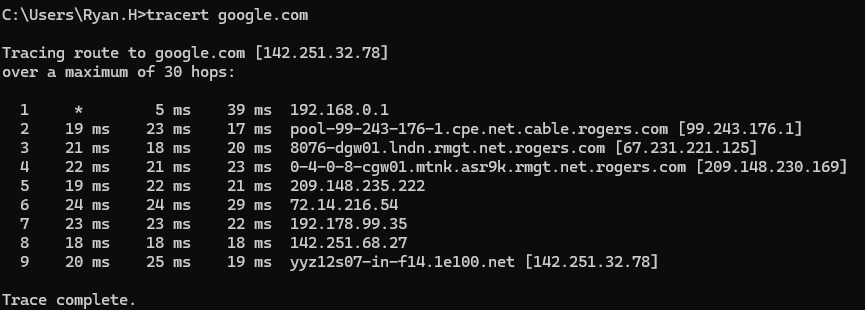 C:\Users\Ryan.H>tracert google.com
Tracing route to google.com [142.251.32.78]
over a maximum of 30 hops:
1 * 5 ms 39 ms 192.168.0.1
2 19 ms 23 ms 17 ms pool-99-243-176-1.cpe.net.cable.rogers.com [99.243.176.1]
3 21 ms 18 ms 20 ms 8076-dgw01.lndn.rmgt.net.rogers.com [67.231.221.125]
4 22 ms 21 ms 23 ms 0-4-0-8-cgw01.mtnk.asr9k.rmgt.net.rogers.com [209.148.230.169]
5 19 ms 22 ms 21 ms 209.148.235.222
6 24 ms 24 ms 29 ms 72.14.216.54
7 23 ms 23 ms 22 ms 192.178.99.35
8 18 ms 18 ms 18 ms 142.251.68.27
9 20 ms 25 ms 19 ms yyz12s07-in-f14.1e100.net [142.251.32.78]
Trace complete.